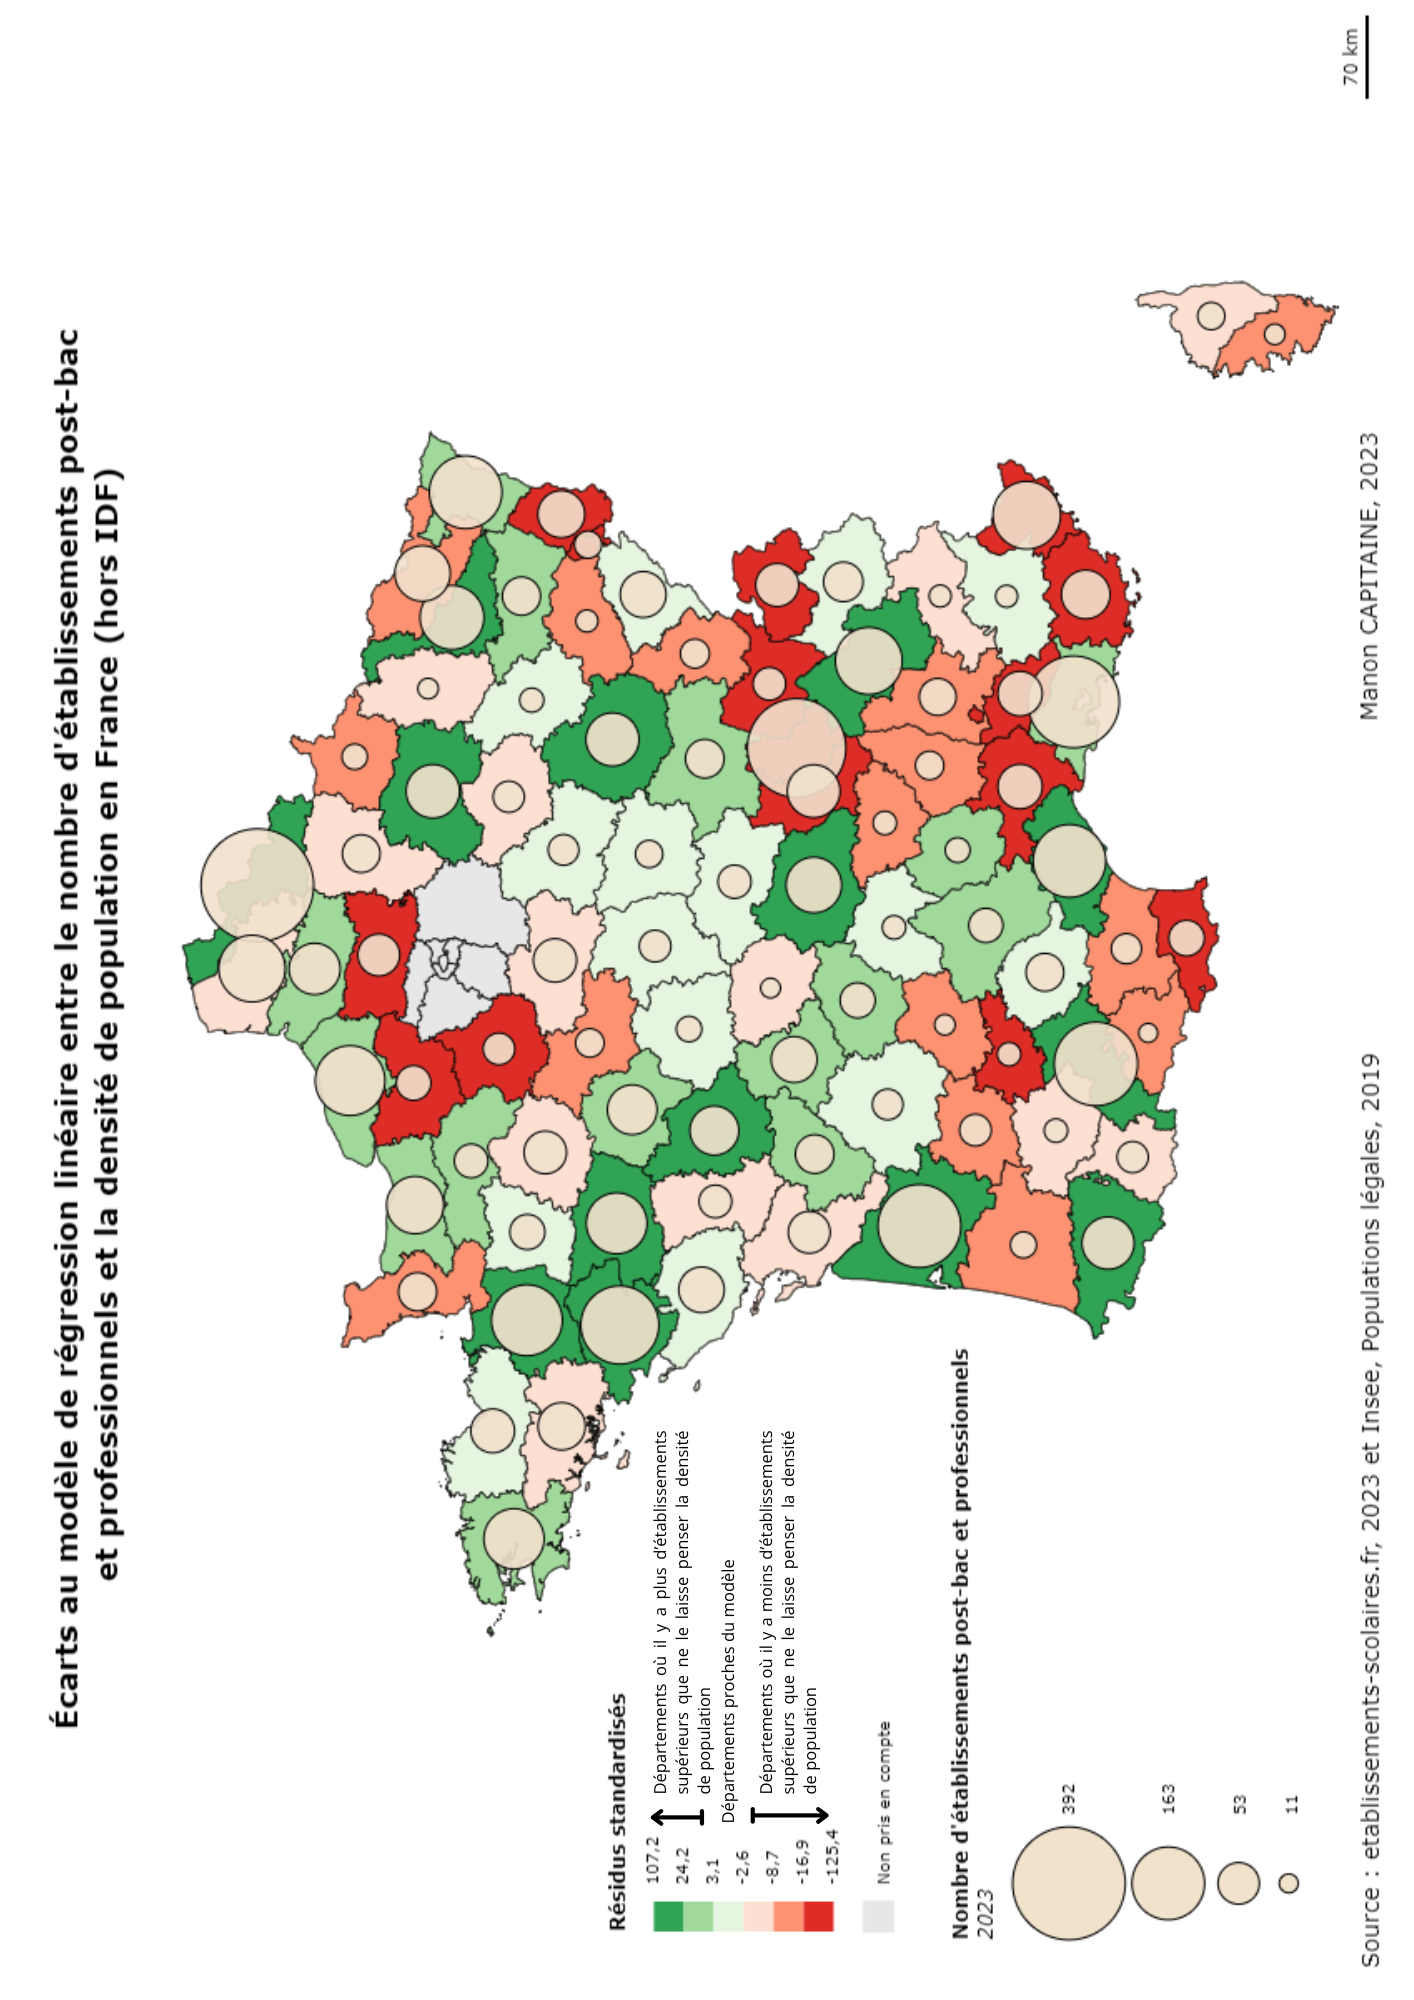 Écarts au modèle de régression linéaire entre le nombre d'établissements post-bac
et professionnels et la densité de population en France (hors IDF)
Résidus standardisés
107,2
24,2
3,1
-2,6
-8,7
-16,9
-125,4
Départements où il y a plus d'établissements
supérieurs que ne le laisse penser la densité
de population
Départements proches du modèle
Départements où il y a moins d'établissements
supérieurs que ne le laisse penser la densité
de population
Non pris en compte
Nombre d'établissements post-bac et professionnels
2023
392
163
53
11
70 km
Source : etablissements-scolaires.fr, 2023 et Insee, Populations légales, 2019
Manon CAPITAINE, 2023